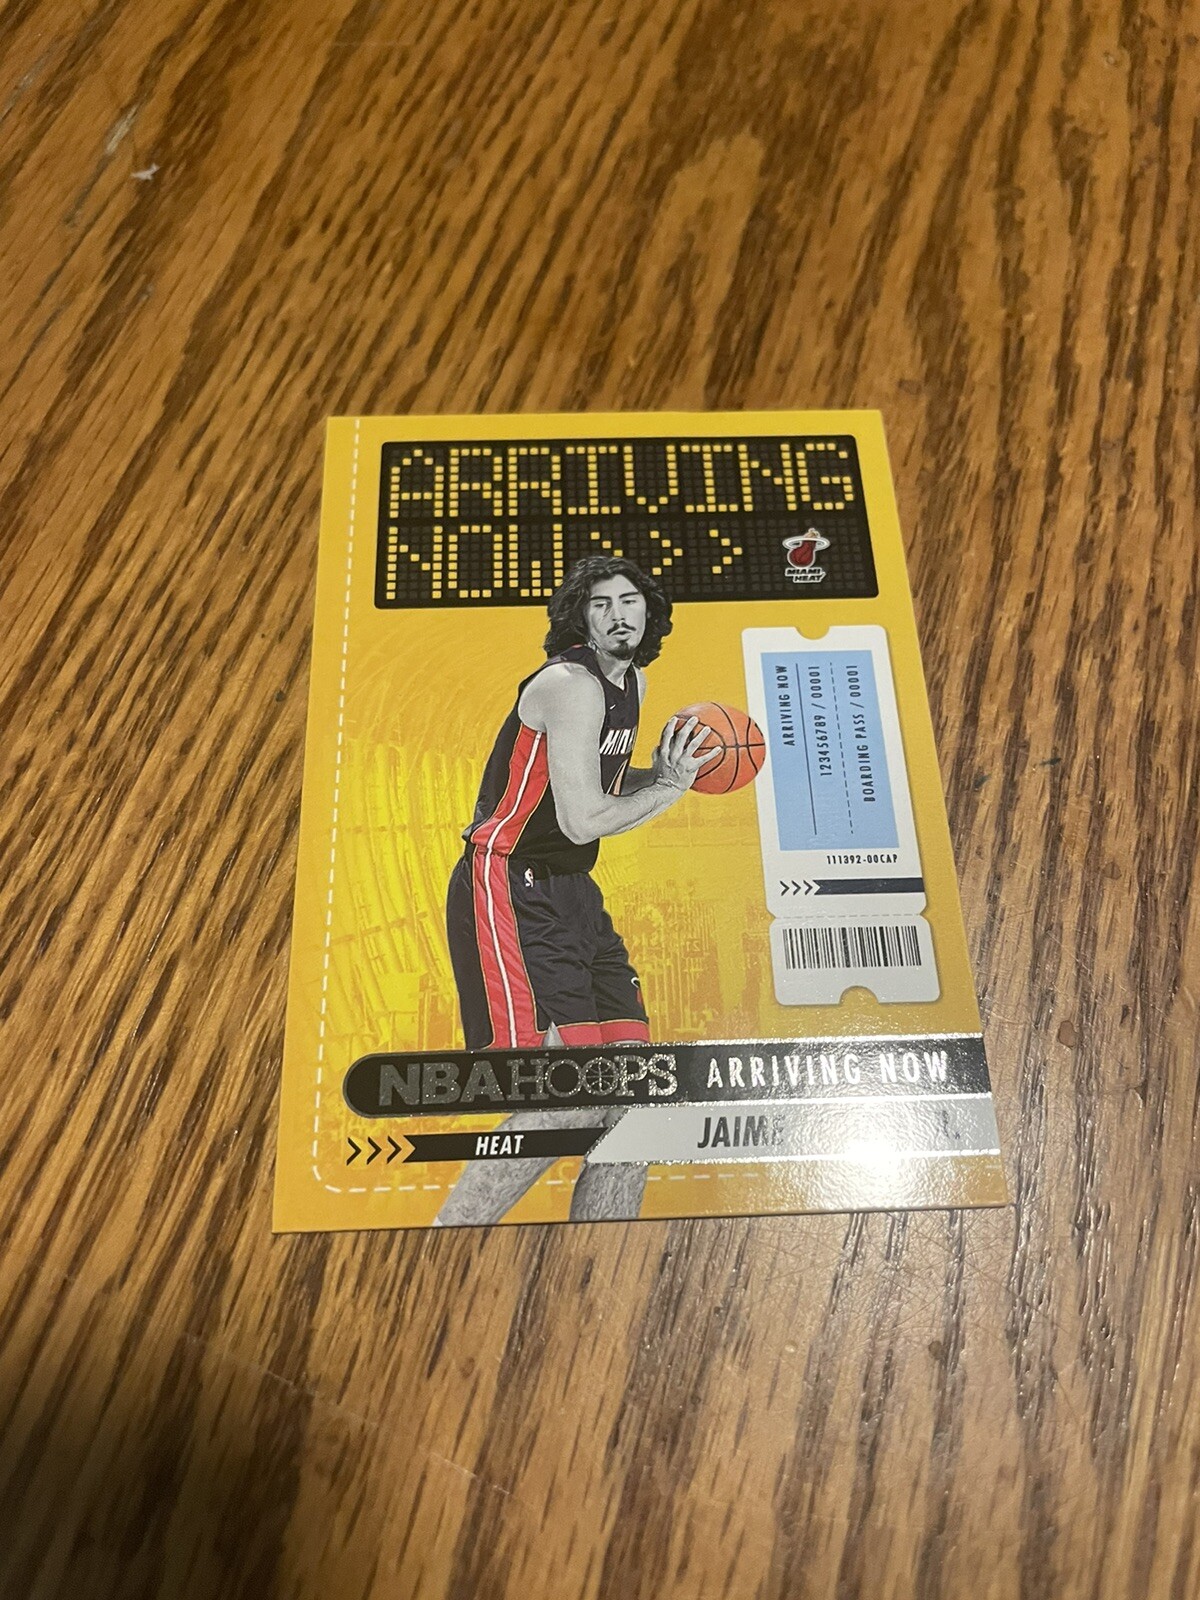 ARRIVING
NOW>>>
MIAMI
HEAT
MIA
ARRIVING NOW
123456789 / 00001
BOARDING PASS / 00001
111392-00CAP
>>>>
NBA HOOPS
ARRIVING NOW
>>>>
HEAT
JAIME